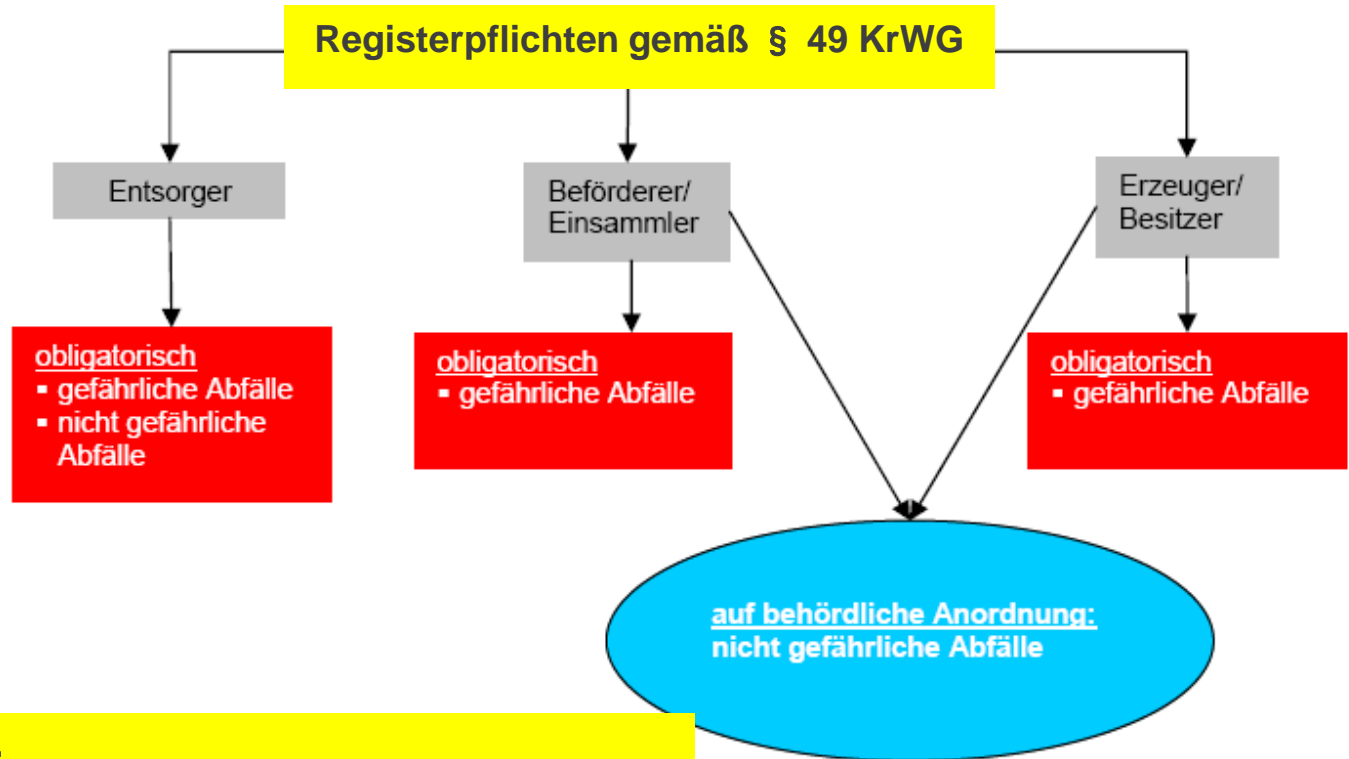 Registerpflichten gemäß § 49 KrWG
Entsorger
Beförderer/
Einsammler
Erzeuger/
Besitzer
obligatorisch
▪ gefährliche Abfälle
▪ nicht gefährliche
Abfälle
obligatorisch
▪ gefährliche Abfälle
obligatorisch
▪ gefährliche Abfälle
auf behördliche Anordnung:
nicht gefährliche Abfälle